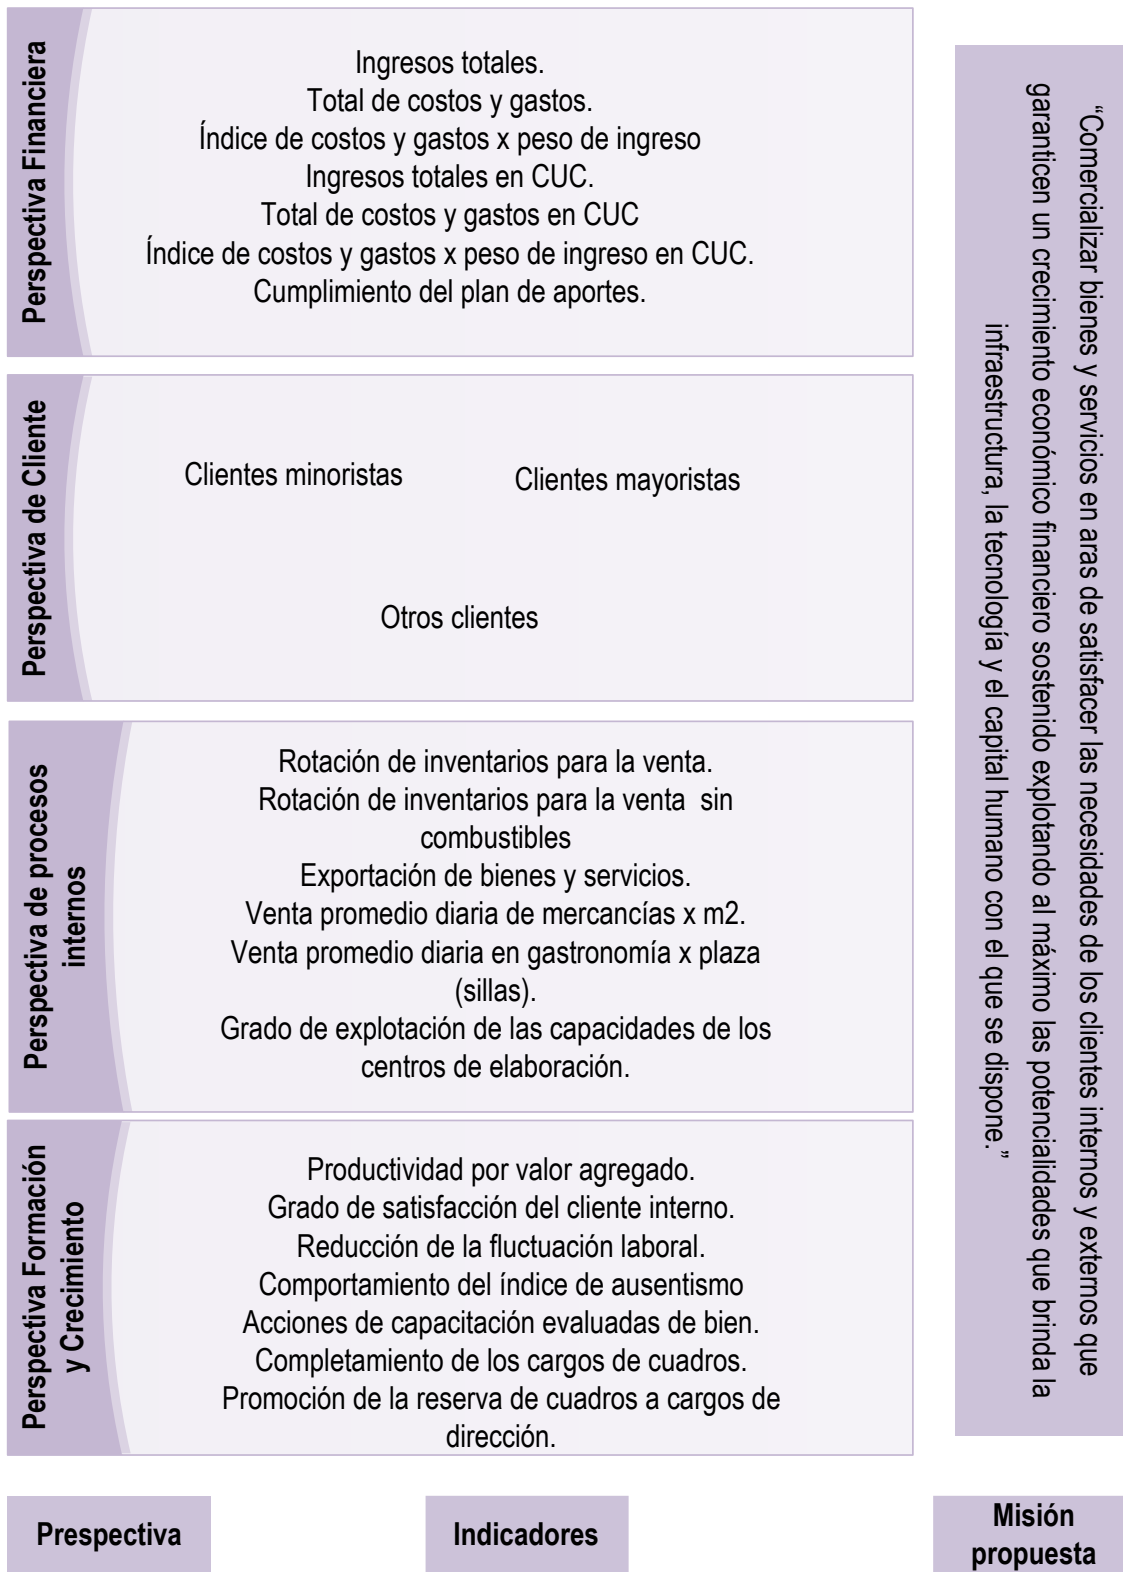 Perspectiva Financiera
Ingresos totales.
Total de costos y gastos.
Índice de costos y gastos x peso de ingreso
Ingresos totales en CUC.
Total de costos y gastos en CUC
Índice de costos y gastos x peso de ingreso en CUC.
Cumplimiento del plan de aportes.
Perspectiva de Cliente
Clientes minoristas
Clientes mayoristas
Otros clientes
Perspectiva de procesos
internos
Rotación de inventarios para la venta.
Rotación de inventarios para la venta  sin
combustibles
Exportación de bienes y servicios.
Venta promedio diaria de mercancías x m2.
Venta promedio diaria en gastronomía x plaza
(sillas).
Grado de explotación de las capacidades de los
centros de elaboración.
Perspectiva Formación
y Crecimiento
Productividad por valor agregado.
Grado de satisfacción del cliente interno.
Reducción de la fluctuación laboral.
Comportamiento del índice de ausentismo
Acciones de capacitación evaluadas de bien.
Completamiento de los cargos de cuadros.
Promoción de la reserva de cuadros a cargos de
dirección.
“Comercializar bienes y servicios en aras de satisfacer las necesidades de los clientes internos y externos que
garanticen un crecimiento económico financiero sostenido explotando al máximo las potencialidades que brinda la
infraestructura, la tecnología y el capital humano con el que se dispone.”
Prespectiva
Indicadores
Misión
propuesta